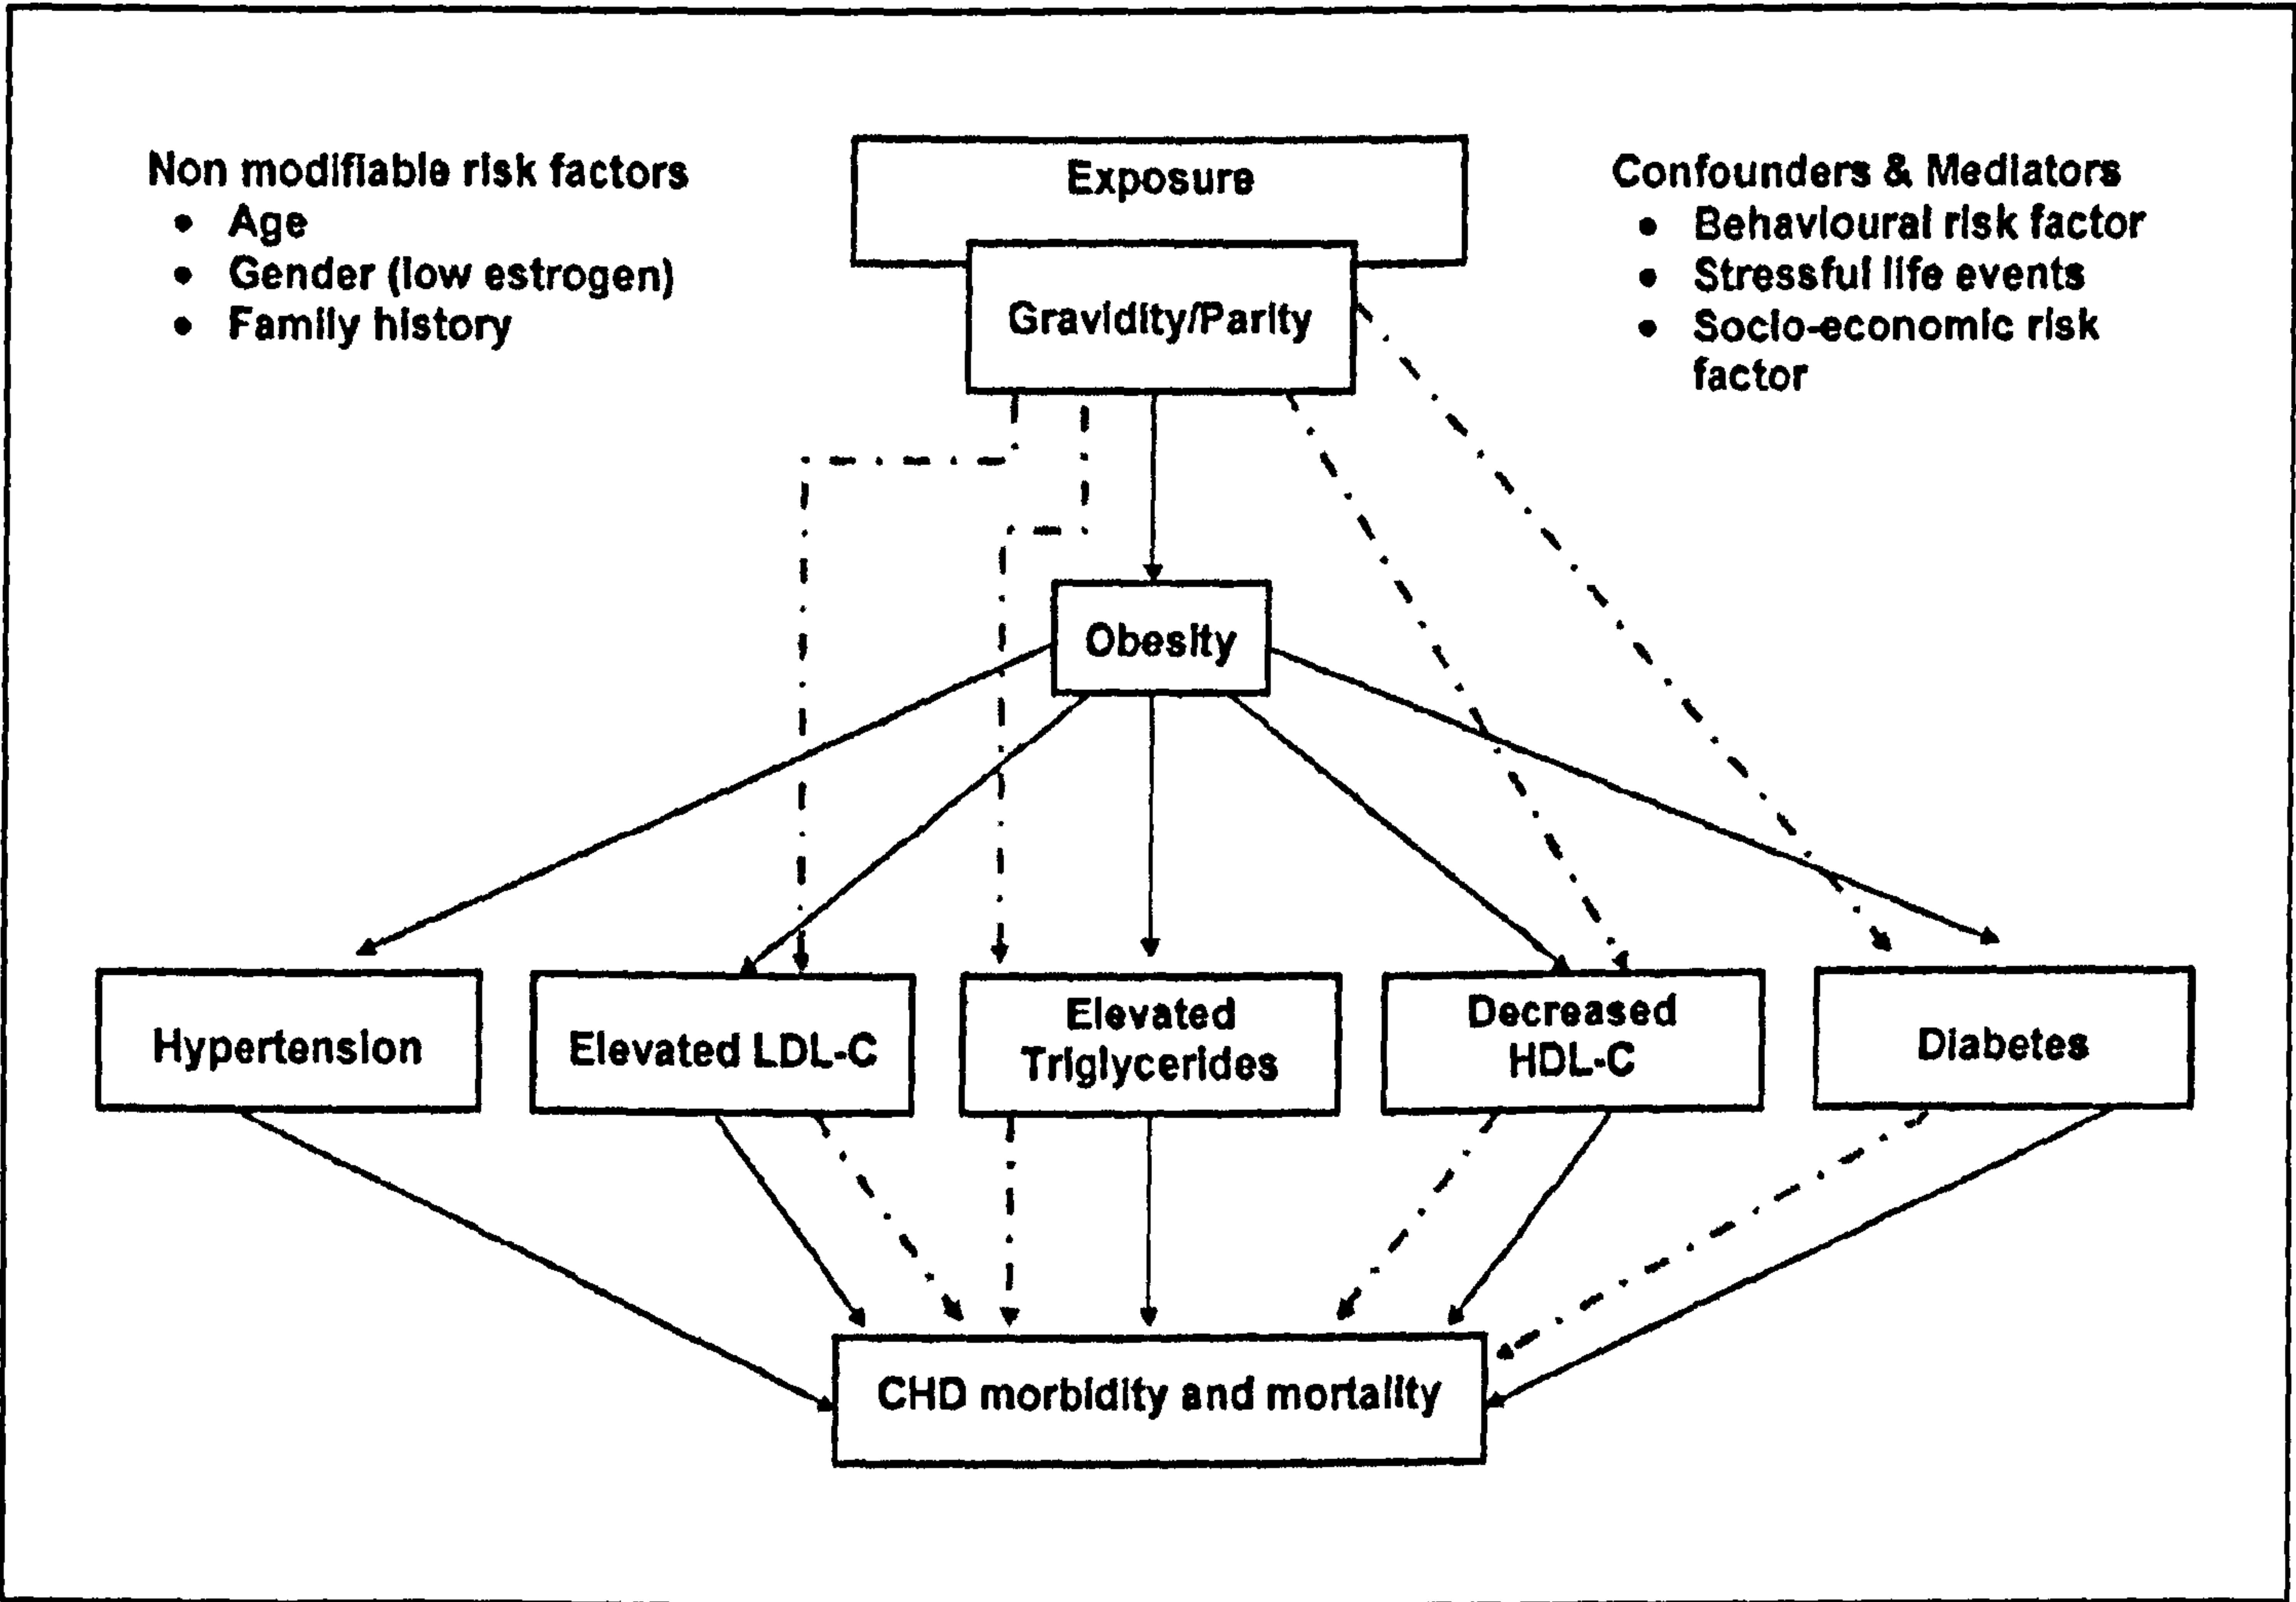 Non modifiable risk factors
• Age
• Gender (low estrogen)
• Family history
Exposure
Gravidity/Parity
Confounders & Mediators
• Behavioural risk factor
• Stressful life events
• Socio-economic risk
factor
Obesity
Hypertension
Elevated LDL-C
Elevated
Triglycerides
Decreased
HDL-C
Diabetes
CHD morbidity and mortality